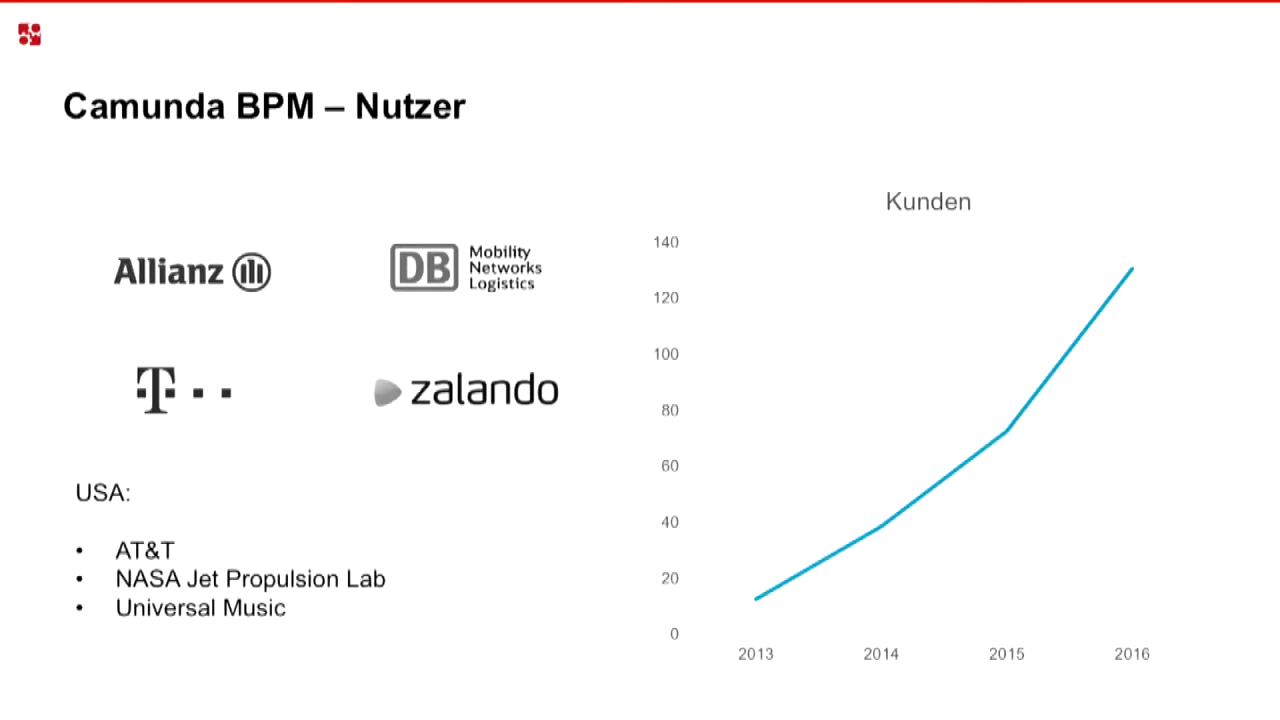 Camunda BPM – Nutzer
Allianz
DB
Mobility
Networks
Logistics
T
zalando
USA:
• AT&T
• NASA Jet Propulsion Lab
• Universal Music
Kunden
140
120
100
80
60
40
20
0
2013 2014 2015 2016